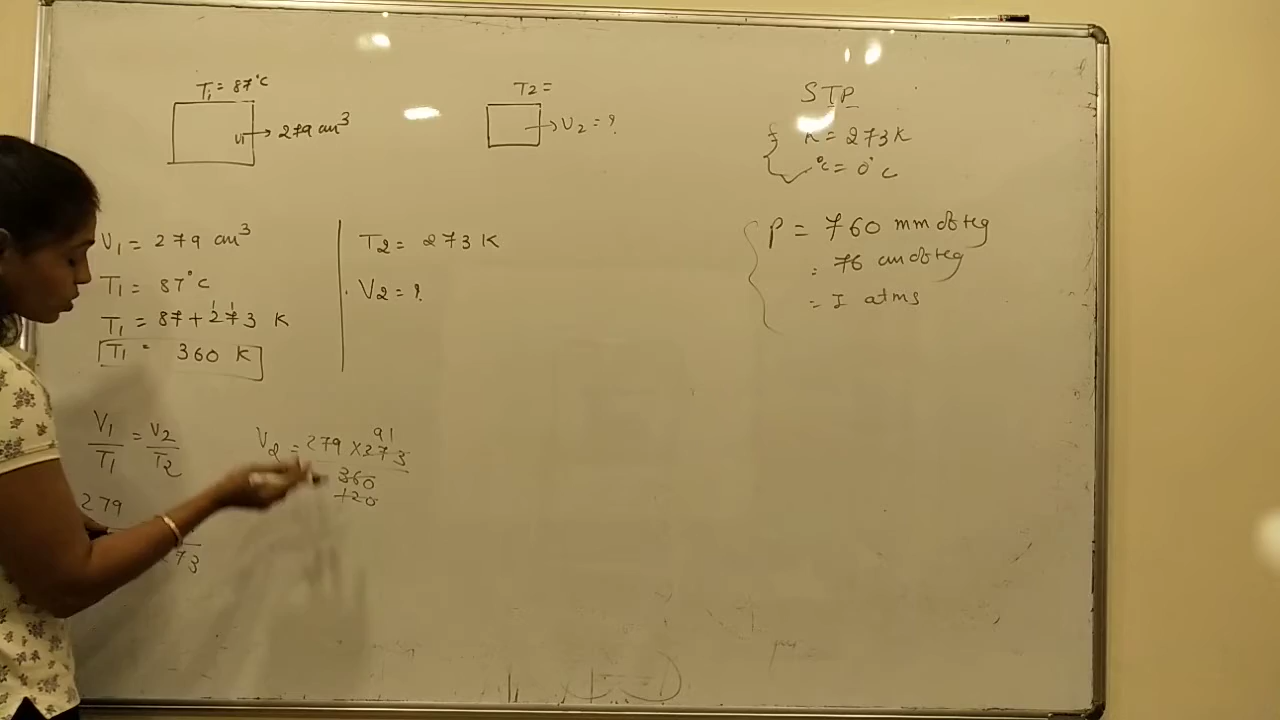 T1 = 87°C
V1 → 279 cm³
T2 =
→ V2 = ?
STP
K = 273 K
°C = 0°C
P = 760 mm of Hg
= 76 cm of Hg
= 1 atms
V1 = 279 cm³
T1 = 87°C
T1 = 87 + 273 K
T1 = 360 K
T2 = 273 K
V2 = ?
V1/T1 = V2/T2
279
273
91
V2 = 279 × 273
360
120